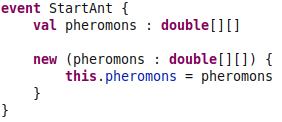 event StartAnt {
    val pheromons : double[][]

    new (pheromons : double[][]) {
        this.pheromons = pheromons
    }
}